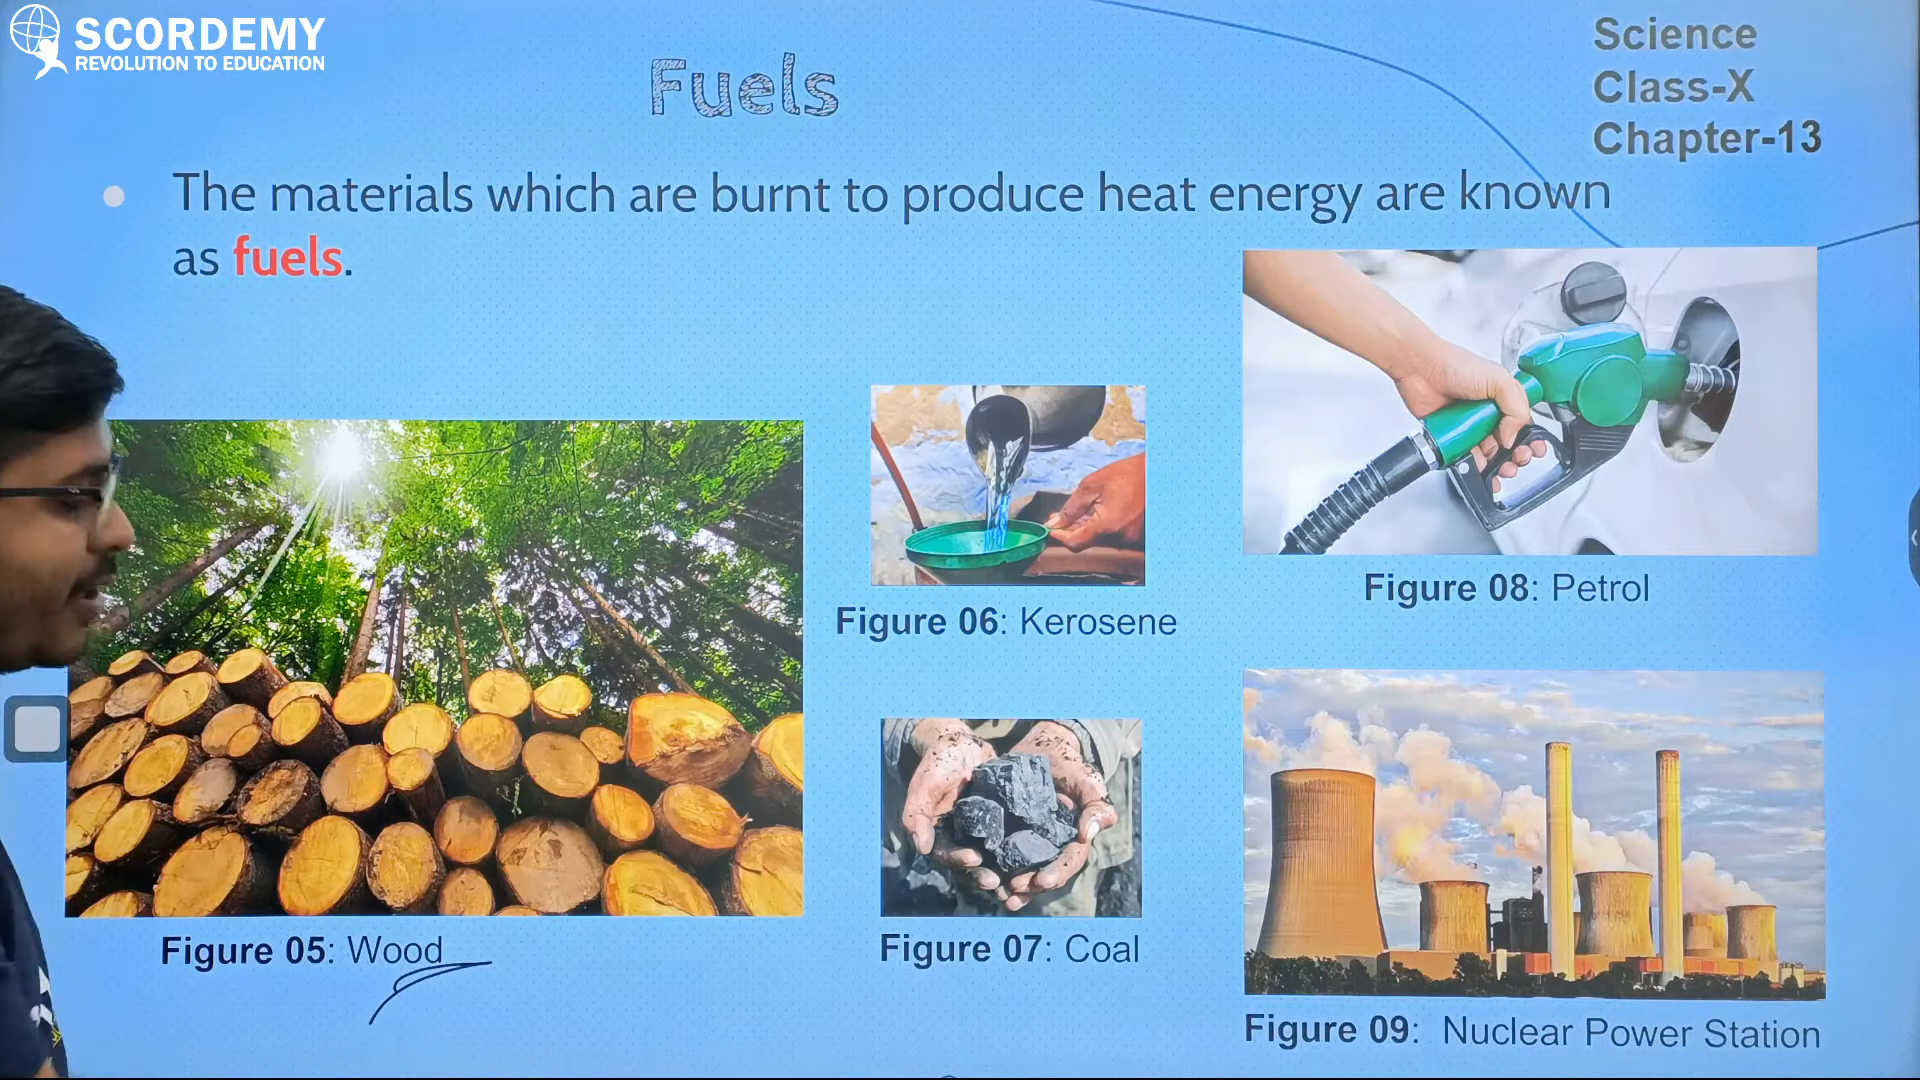 SCORDEMY
REVOLUTION TO EDUCATION
Fuels
Science
Class-X
Chapter-13
The materials which are burnt to produce heat energy are known
as fuels.
Figure 06: Kerosene
Figure 08: Petrol
Figure 05: Wood
Figure 07: Coal
Figure 09: Nuclear Power Station